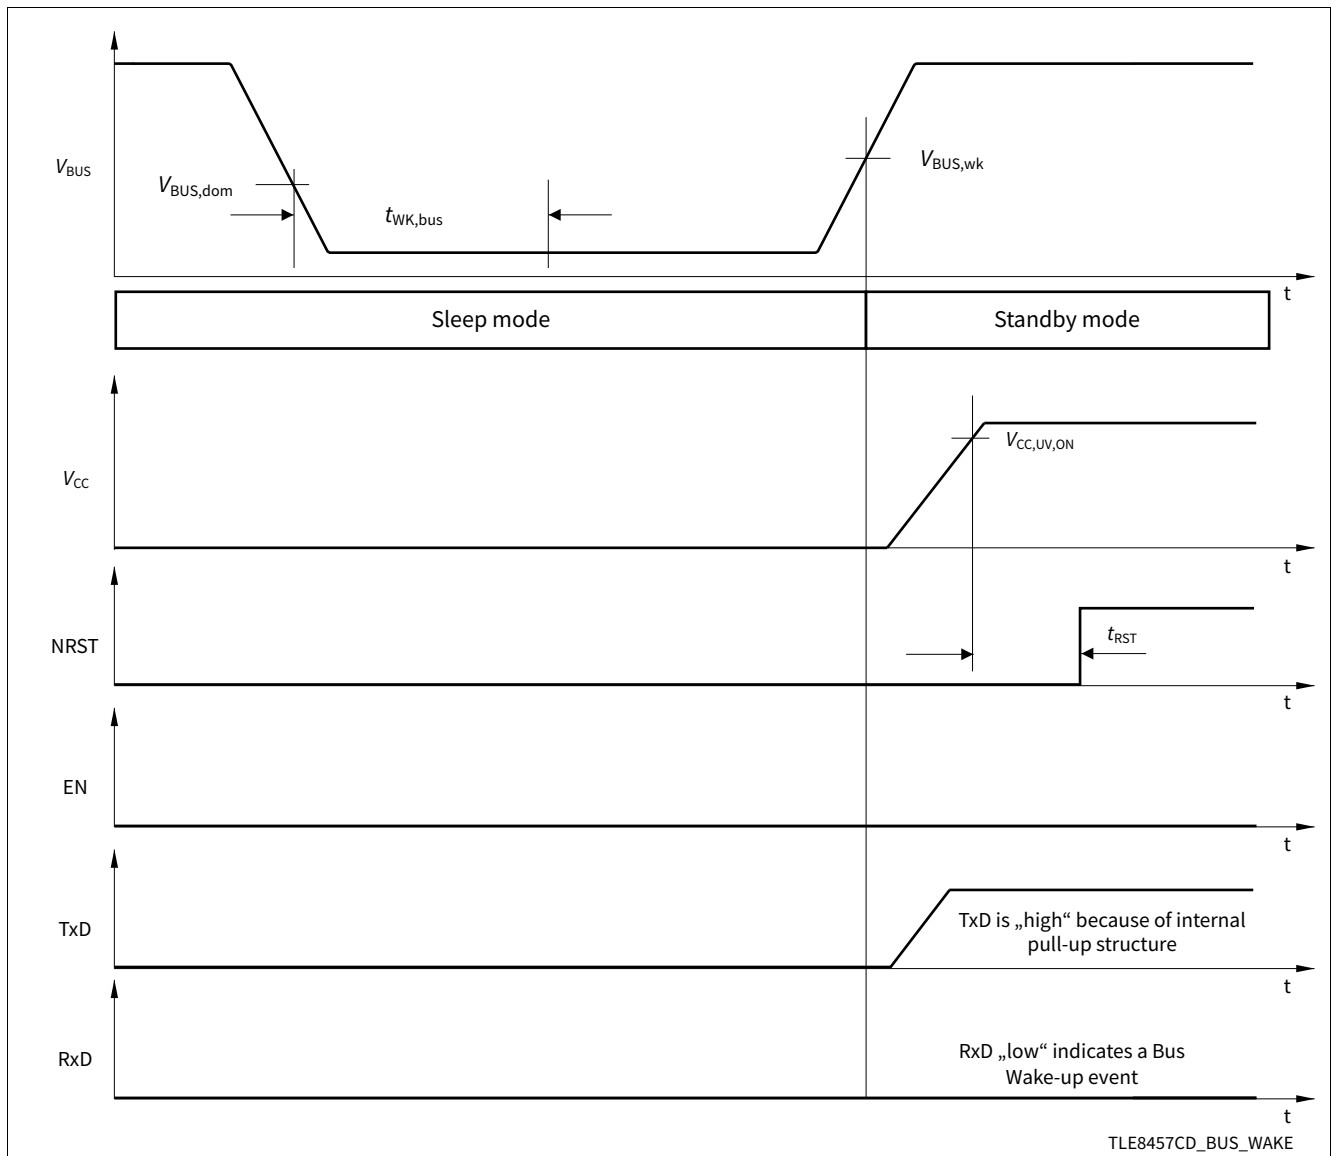 V_BUS
V_BUS,dom
t_WK,bus
V_BUS,wk
t
Sleep mode
Standby mode
V_CC
V_CC,UV,ON
t
NRST
t_RST
t
EN
t
TxD
TxD is „high“ because of internal
pull-up structure
t
RxD
RxD „low“ indicates a Bus
Wake-up event
t
TLE8457CD_BUS_WAKE